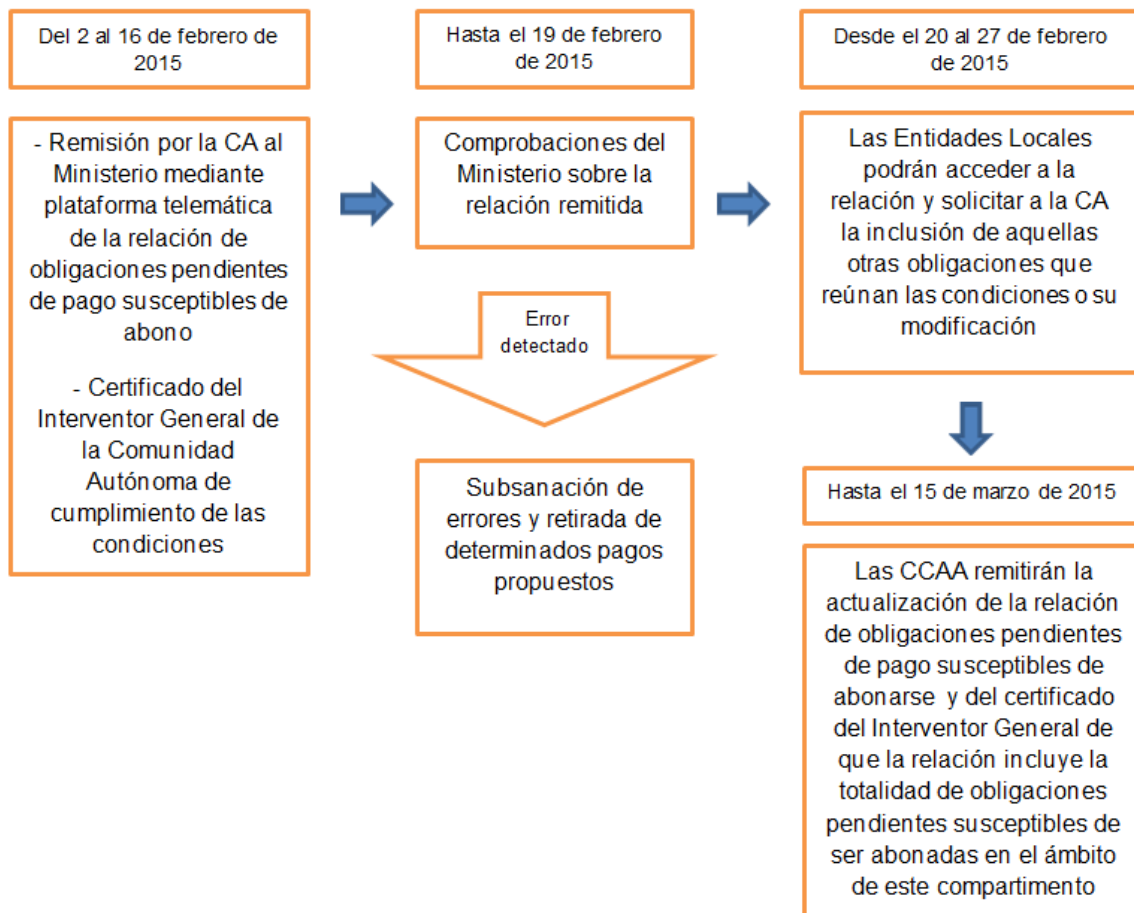 Del 2 al 16 de febrero de
2015
- Remisión por la CA al
Ministerio mediante
plataforma telemática
de la relación de
obligaciones pendientes
de pago susceptibles de
abono
- Certificado del
Interventor General de
la Comunidad
Autónoma de
cumplimiento de las
condiciones
Hasta el 19 de febrero
de 2015
Comprobaciones del
Ministerio sobre la
relación remitida
Error
detectado
Subsanación de
errores y retirada de
determinados pagos
propuestos
Desde el 20 al 27 de febrero
de 2015
Las Entidades Locales
podrán acceder a la
relación y solicitar a la CA
la inclusión de aquellas
otras obligaciones que
reúnan las condiciones o su
modificación
Hasta el 15 de marzo de 2015
Las CCAA remitirán la
actualización de la relación
de obligaciones pendientes
de pago susceptibles de
abonarse y del certificado
del Interventor General de
que la relación incluye la
totalidad de obligaciones
pendientes susceptibles de
ser abonadas en el ámbito
de este compartimento